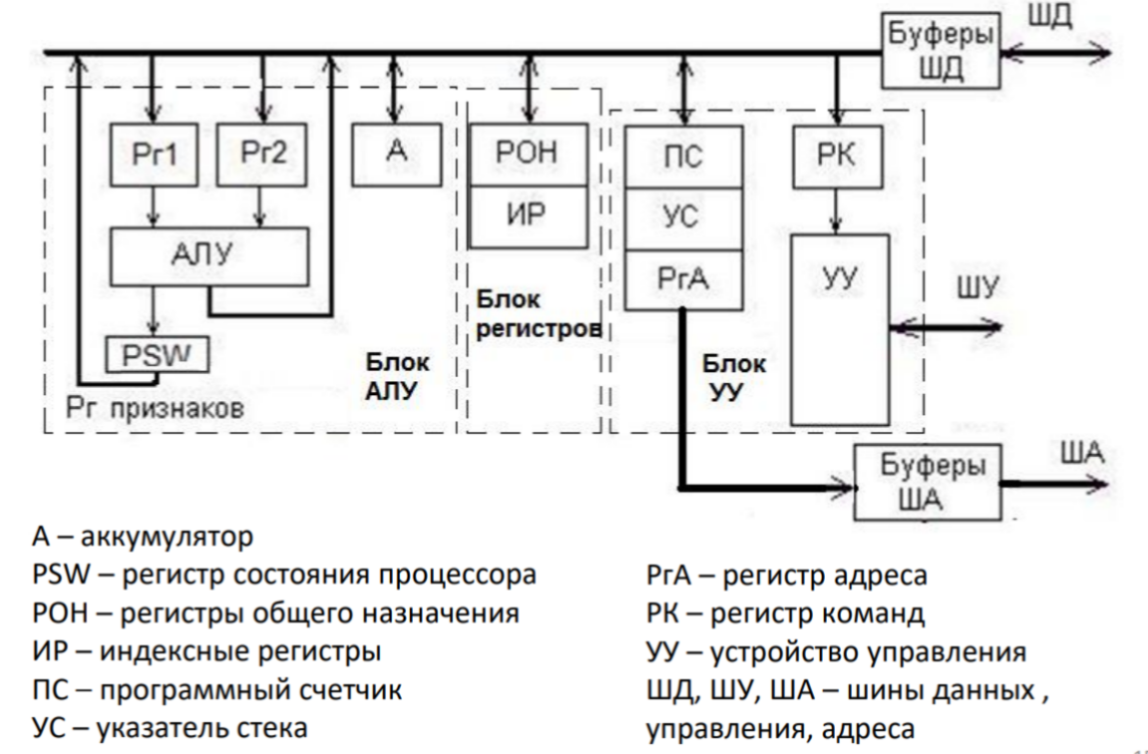 ШД
Буферы
ШД
Рг1
Рг2
А
РОН
ПС
РК
ИР
УС
АЛУ
РгА
УУ
ШУ
Блок
регистров
PSW
Блок
АЛУ
Блок
УУ
Рг признаков
Буферы
ША
ША
А – аккумулятор
PSW – регистр состояния процессора
РОН – регистры общего назначения
ИР – индексные регистры
ПС – программный счетчик
УС – указатель стека
РгА – регистр адреса
РК – регистр команд
УУ – устройство управления
ШД, ШУ, ША – шины данных ,
управления, адреса